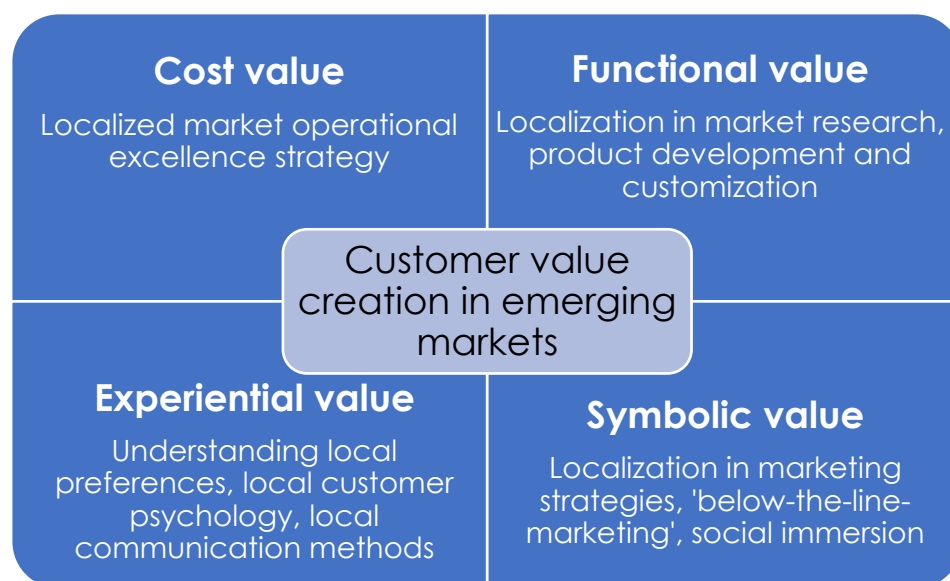 Cost value
Localized market operational
excellence strategy
Functional value
Localization in market research,
product development and
customization
Customer value
creation in emerging
markets
Experiential value
Understanding local
preferences, local customer
psychology, local
communication methods
Symbolic value
Localization in marketing
strategies, 'below-the-line-
marketing', social immersion